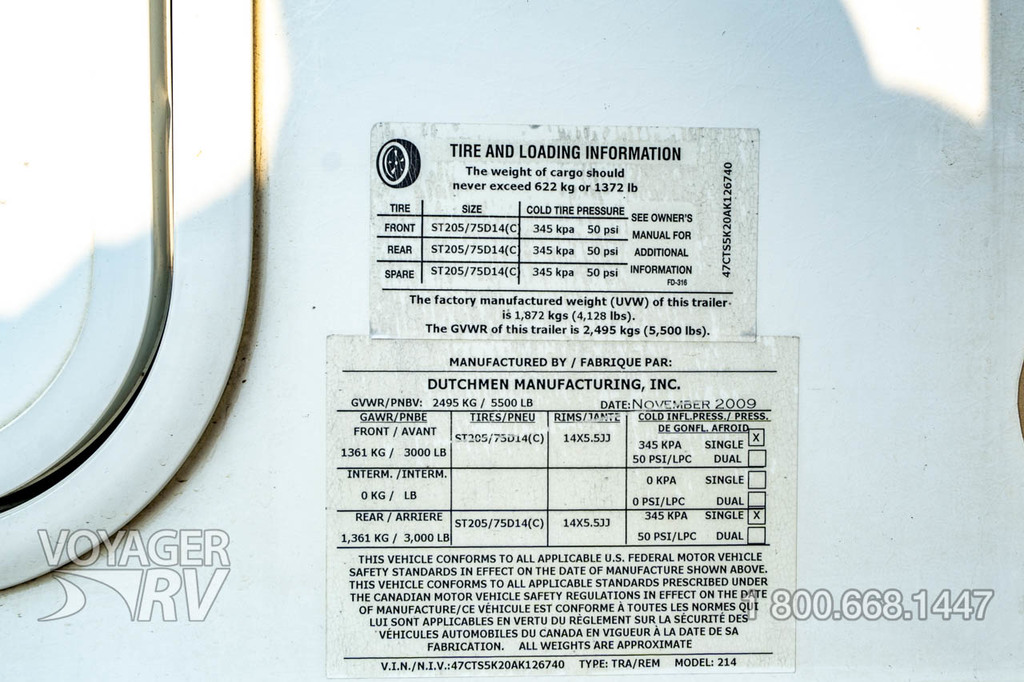 TIRE AND LOADING INFORMATION
The weight of cargo should
never exceed 622 kg or 1372 lb
TIRE SIZE COLD TIRE PRESSURE SEE OWNER'S MANUAL FOR ADDITIONAL INFORMATION
FRONT ST205/75D14(C) 345 kpa 50 psi
REAR ST205/75D14(C) 345 kpa 50 psi
SPARE ST205/75D14(C) 345 kpa 50 psi
FD-316
47CTS5K20AK126740
The factory manufactured weight (UVW) of this trailer
is 1,872 kgs (4,128 lbs).
The GVWR of this trailer is 2,495 kgs (5,500 lbs).
MANUFACTURED BY / FABRIQUE PAR:
DUTCHMEN MANUFACTURING, INC.
GVWR/PNBV: 2495 KG / 5500 LB DATE: NOVEMBER 2009
GAWR/PNBE TIRES/PNEU RIMS/JANTE COLD INFL.PRESS./ PRESS.
DE GONFL. AFROID
FRONT / AVANT ST205/75D14(C) 14X5.5JJ
1361 KG / 3000 LB 345 KPA SINGLE X
50 PSI/LPC DUAL
INTERM. /INTERM. 0 KPA SINGLE
0 KG / LB 0 PSI/LPC DUAL
REAR / ARRIERE ST205/75D14(C) 14X5.5JJ 345 KPA SINGLE X
1,361 KG / 3,000 LB 50 PSI/LPC DUAL
THIS VEHICLE CONFORMS TO ALL APPLICABLE U.S. FEDERAL MOTOR VEHICLE
SAFETY STANDARDS IN EFFECT ON THE DATE OF MANUFACTURE SHOWN ABOVE.
THIS VEHICLE CONFORMS TO ALL APPLICABLE STANDARDS PRESCRIBED UNDER
THE CANADIAN MOTOR VEHICLE SAFETY REGULATIONS IN EFFECT ON THE DATE
OF MANUFACTURE/CE VÉHICULE EST CONFORME À TOUTES LES NORMES QUI
LUI SONT APPLICABLES EN VERTU DU RÉGLEMENT SUR LA SÉCURITÉ DES
VÉHICULES AUTOMOBILES DU CANADA EN VIGUEUR À LA DATE DE SA
FABRICATION. ALL WEIGHTS ARE APPROXIMATE
V.I.N./N.I.V.:47CTS5K20AK126740 TYPE: TRA/REM MODEL: 214
VOYAGER
RV
1 800.668.1447